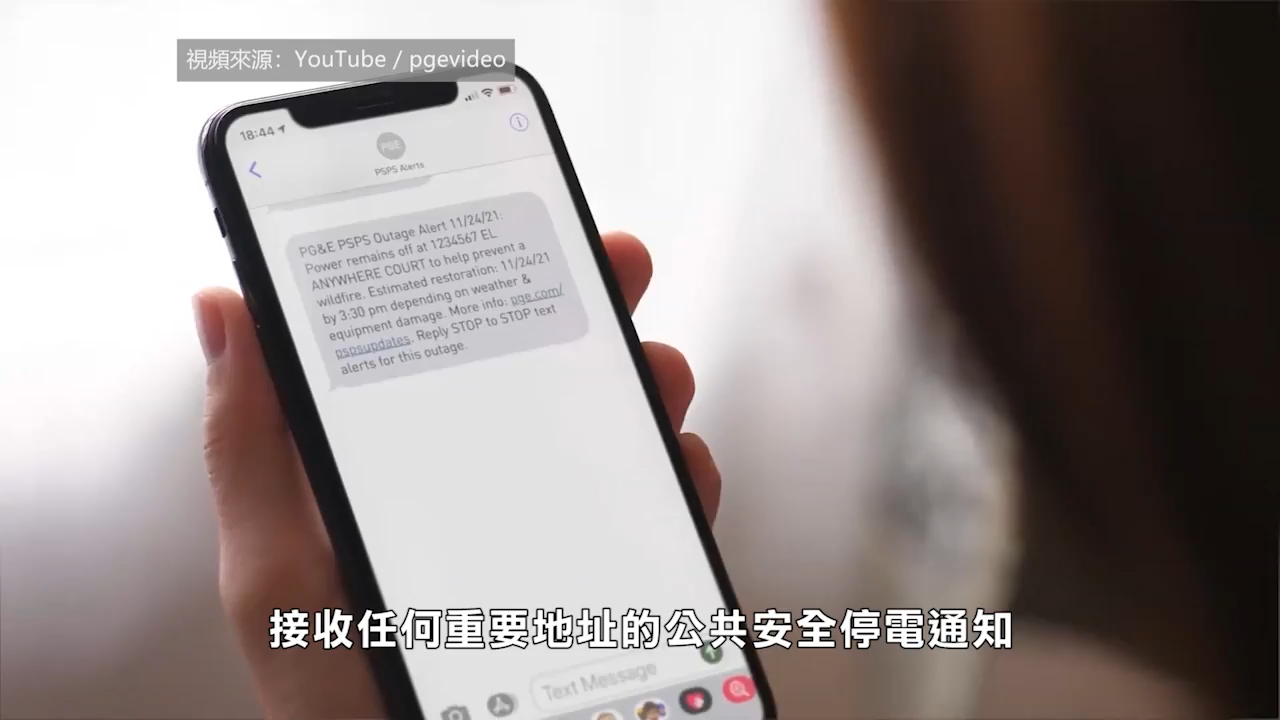 視頻來源：YouTube / pgevideo
18:44
PGE
PSPS Alerts
PG&E PSPS Outage Alert 11/24/21:
Power remains off at 1234567 EL
ANYWHERE COURT to help prevent a
wildfire. Estimated restoration: 11/24/21
by 3:30 pm depending on weather &
equipment damage. More info: pge.com/
pspsupdates. Reply STOP to STOP text
alerts for this outage.
接收任何重要地址的公共安全停電通知
Text Message